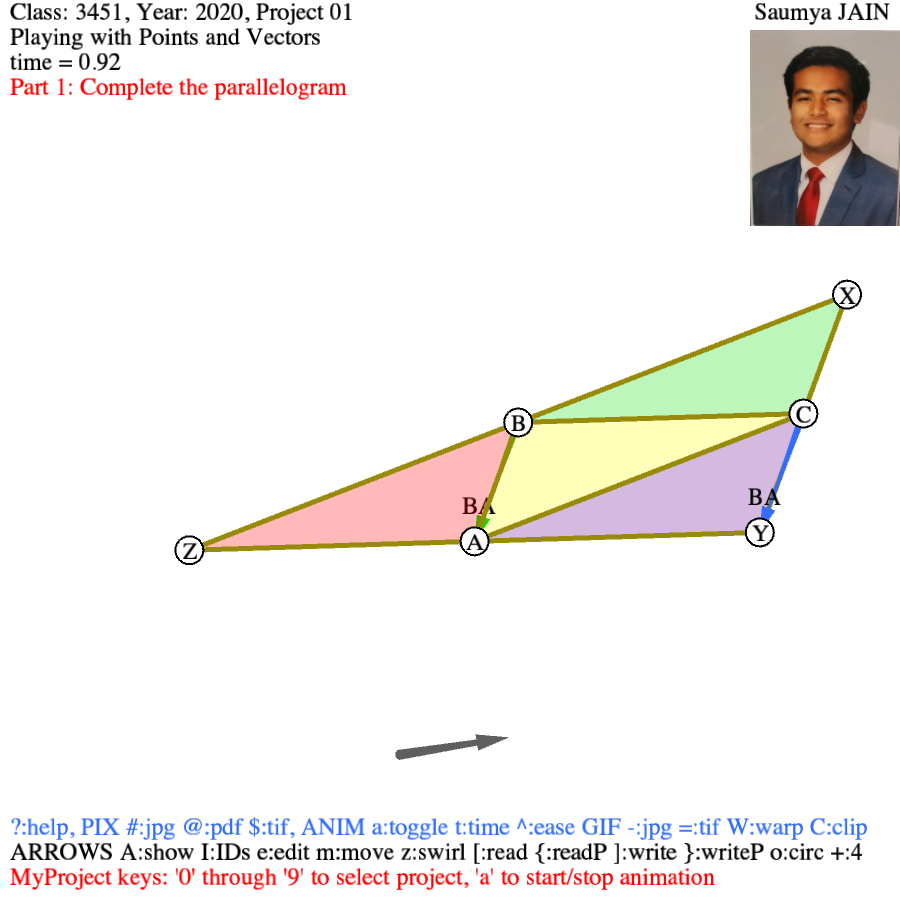 Class: 3451, Year: 2020, Project 01
Saumya JAIN
Playing with Points and Vectors
time = 0.92
Part 1: Complete the parallelogram
X
B
C
BA
BA
Z
A
Y
?:help, PIX #:jpg @:pdf $:tif, ANIM a:toggle t:time ^:ease GIF -:jpg =:tif W:warp C:clip
ARROWS A:show I:IDs e:edit m:move z:swirl [:read {:readP ]:write }:writeP o:circ +:4
MyProject keys: '0' through '9' to select project, 'a' to start/stop animation